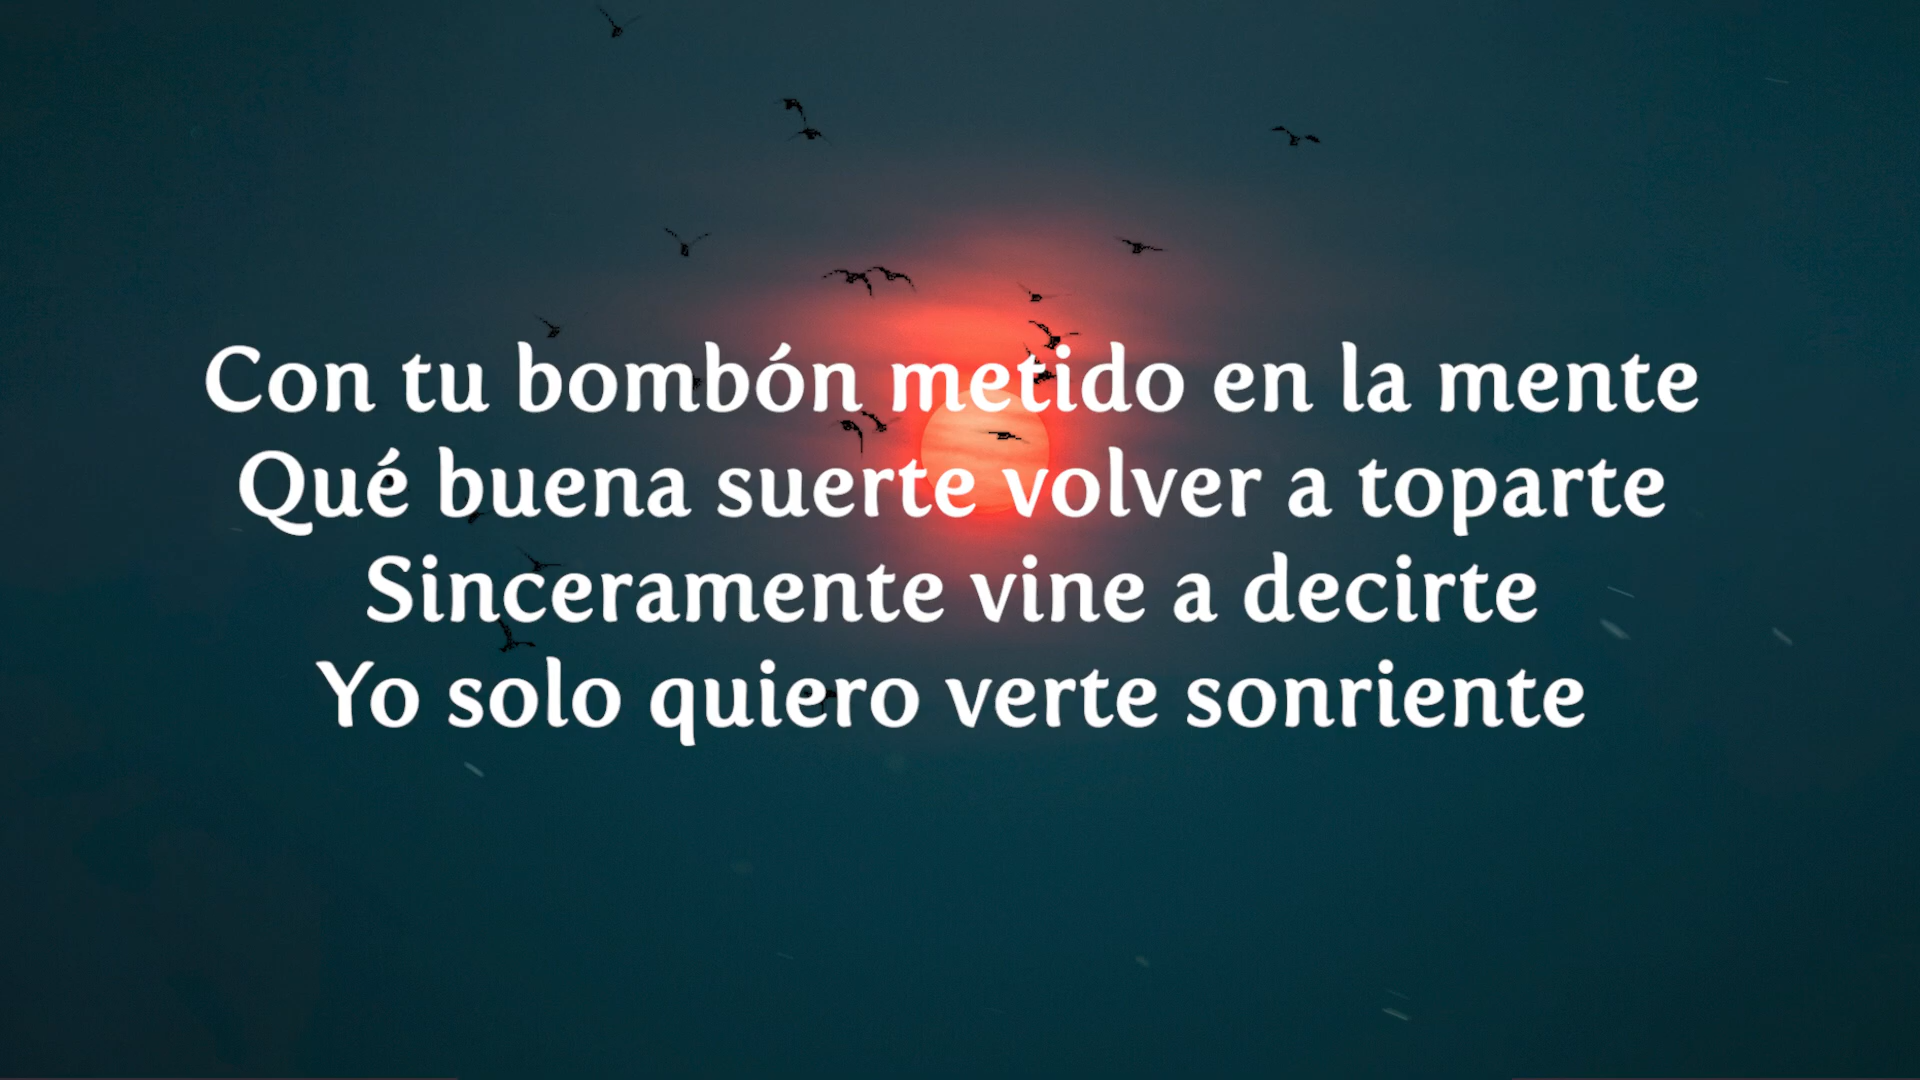 Con tu bombón metido en la mente
Qué buena suerte volver a toparte
Sinceramente vine a decirte
Yo solo quiero verte sonriente